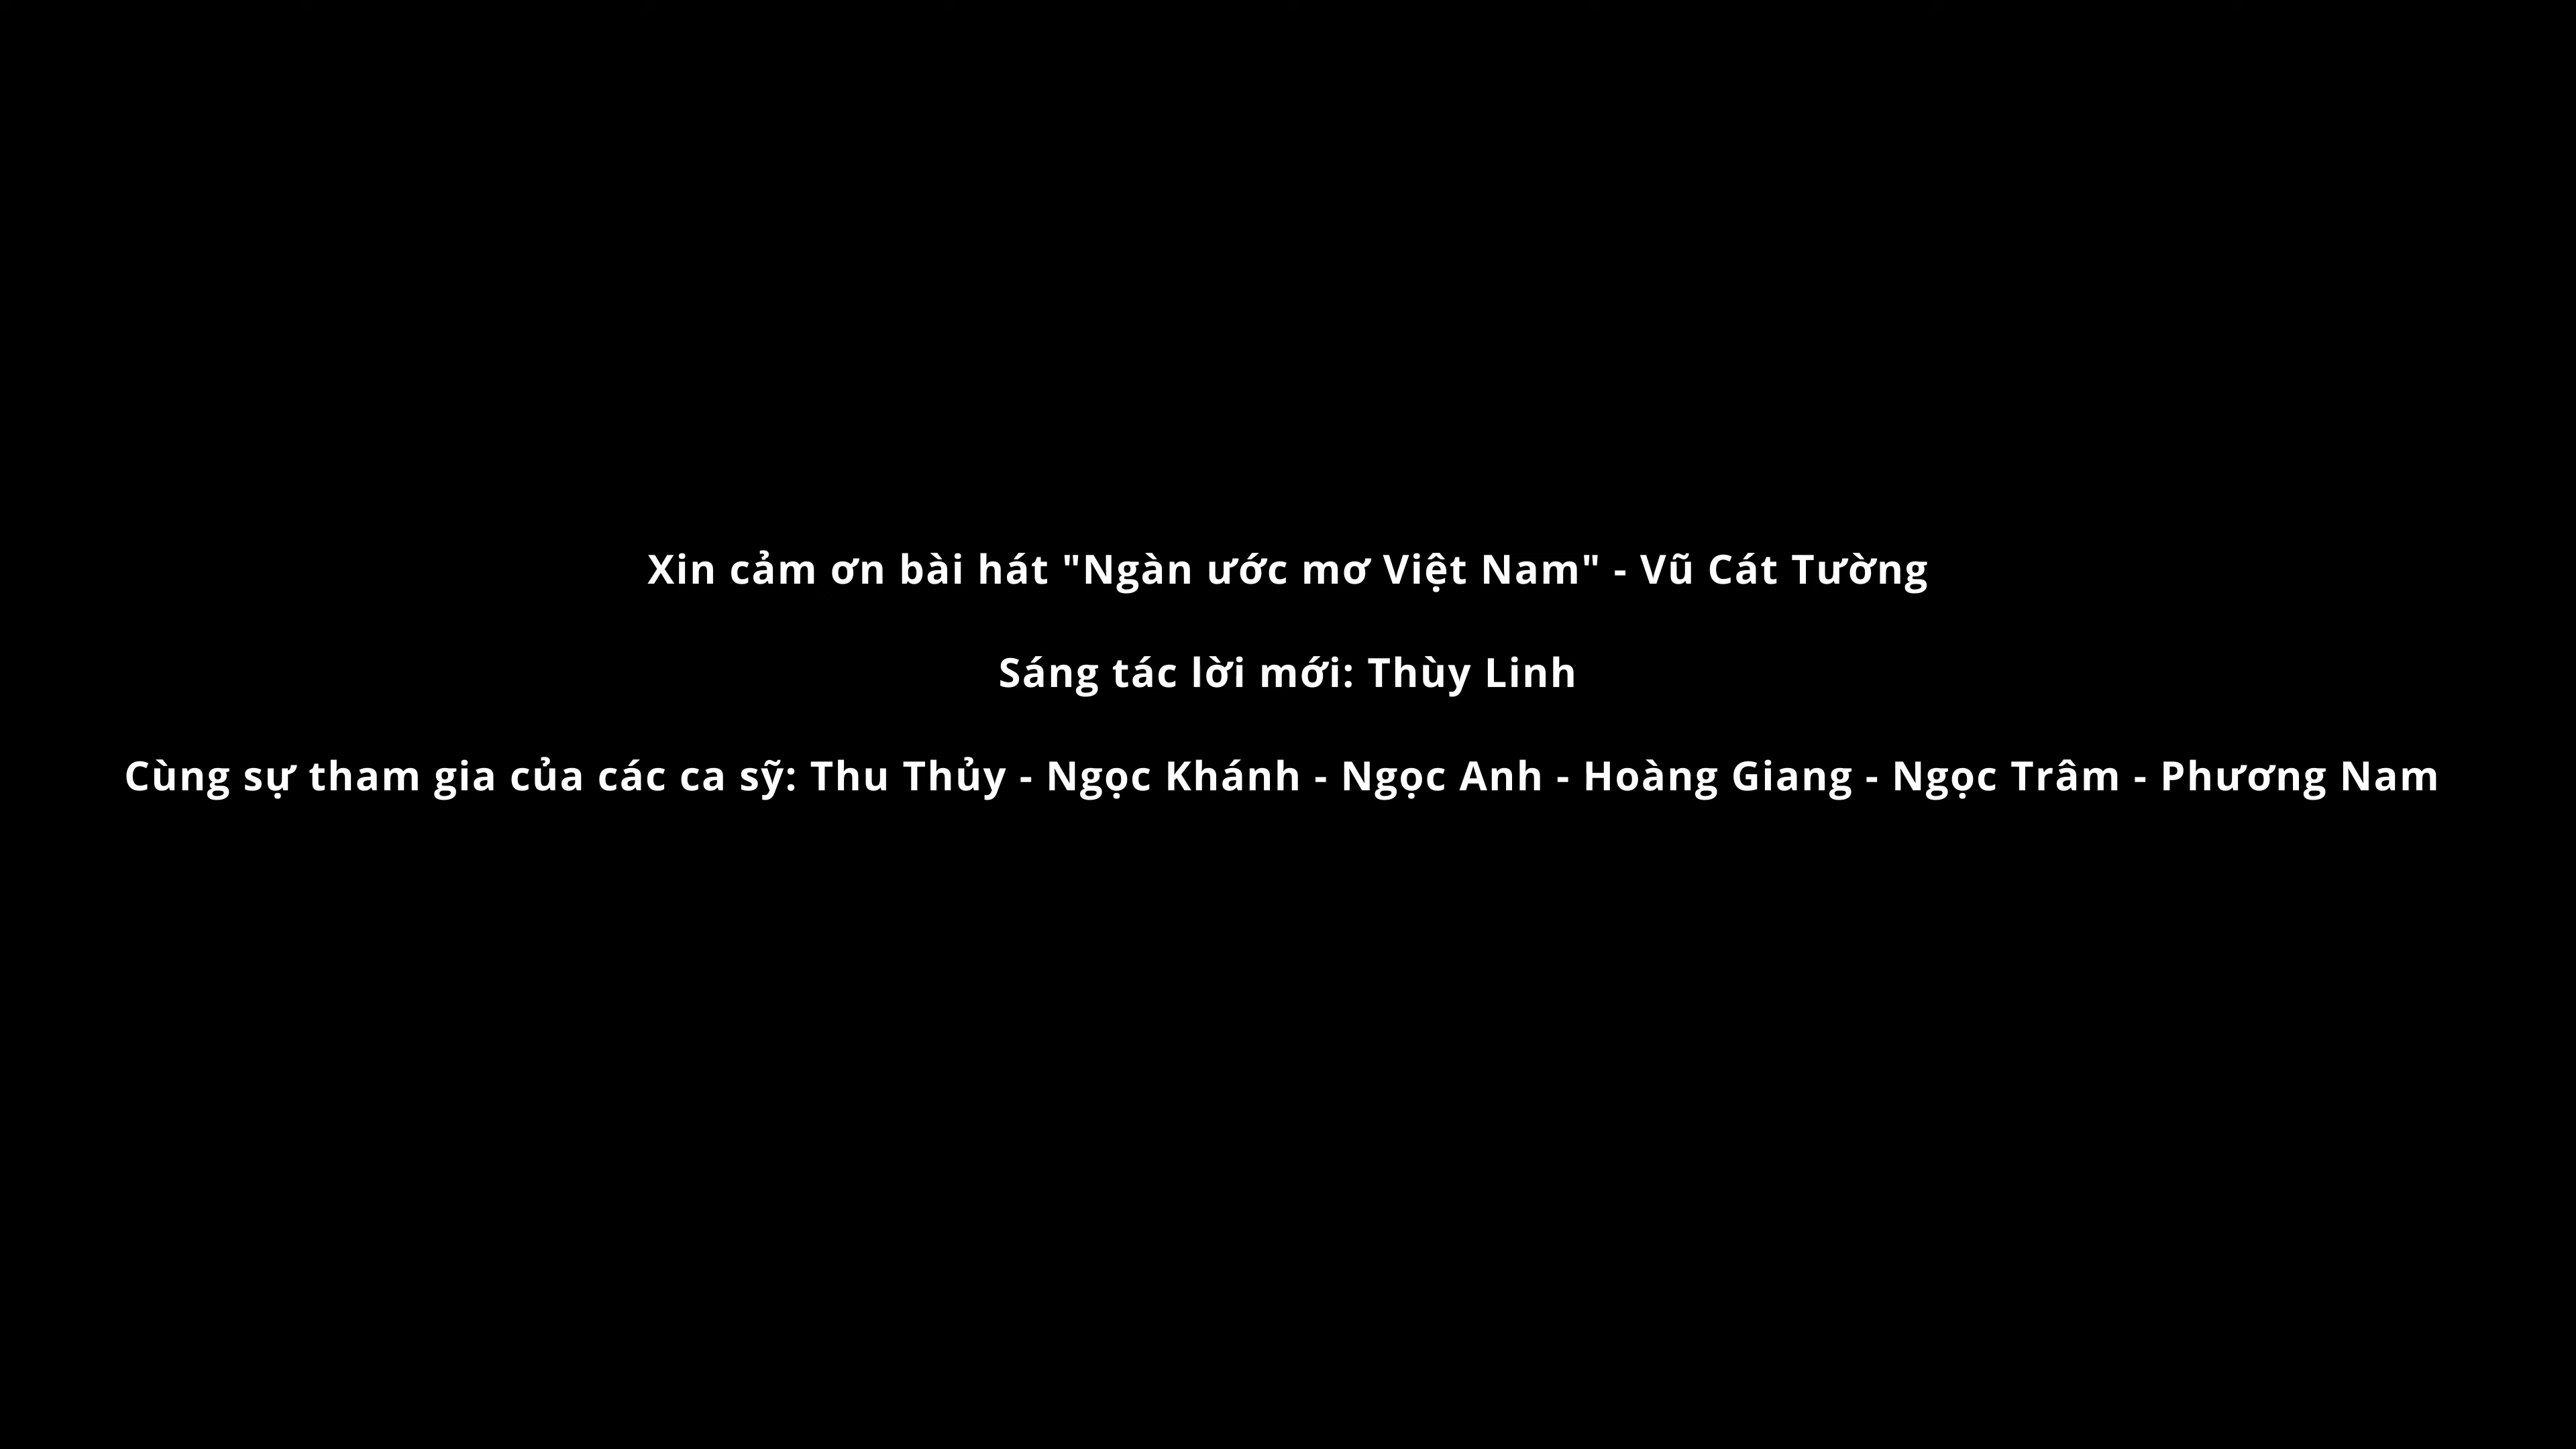 Xin cảm ơn bài hát "Ngàn ước mơ Việt Nam" - Vũ Cát Tường
Sáng tác lời mới: Thùy Linh
Cùng sự tham gia của các ca sỹ: Thu Thủy - Ngọc Khánh - Ngọc Anh - Hoàng Giang - Ngọc Trâm - Phương Nam